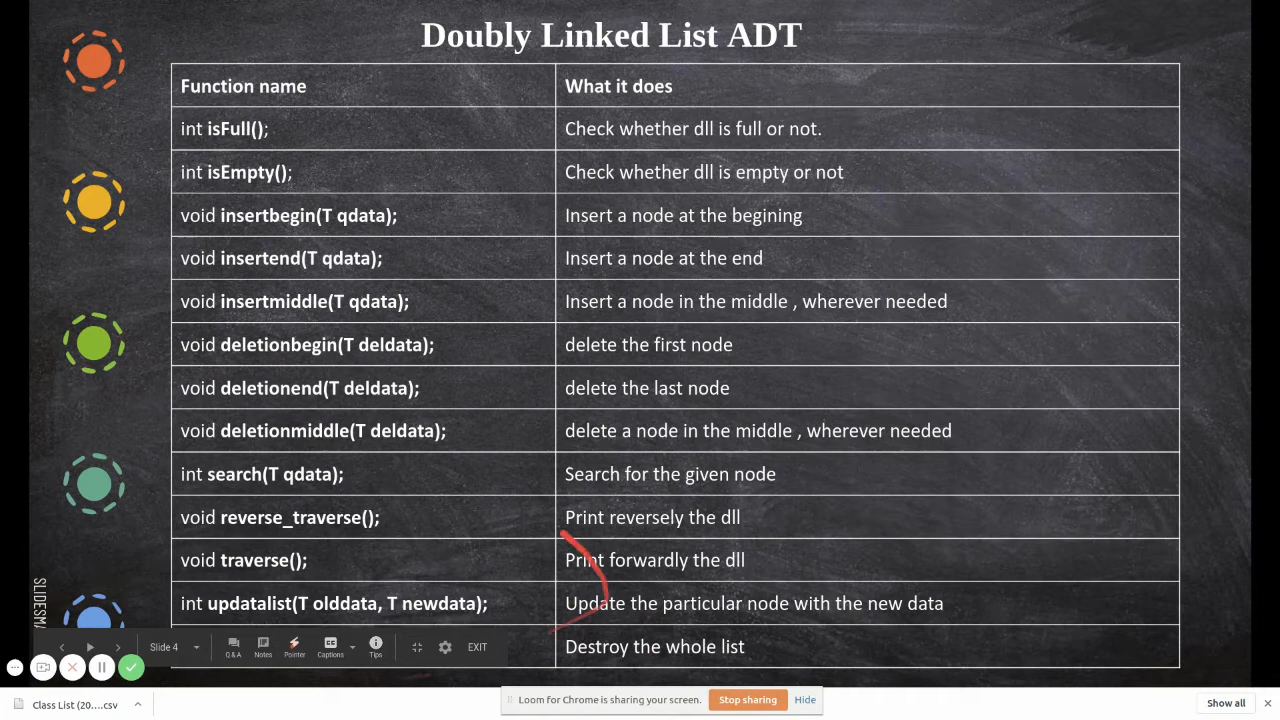 Doubly Linked List ADT
Function name What it does
int isFull(); Check whether dll is full or not.
int isEmpty(); Check whether dll is empty or not
void insertbegin(T qdata); Insert a node at the begining
void insertend(T qdata); Insert a node at the end
void insertmiddle(T qdata); Insert a node in the middle , wherever needed
void deletionbegin(T deldata); delete the first node
void deletionend(T deldata); delete the last node
void deletionmiddle(T deldata); delete a node in the middle , wherever needed
int search(T qdata); Search for the given node
void reverse_traverse(); Print reversely the dll
void traverse(); Print forwardly the dll
int updatalist(T olddata, T newdata); Update the particular node with the new data
Destroy the whole list
Slide 4 Q & A Notes Pointer Captions Tips EXIT
Loom for Chrome is sharing your screen. Stop sharing Hide
Class List (20....csv Show all